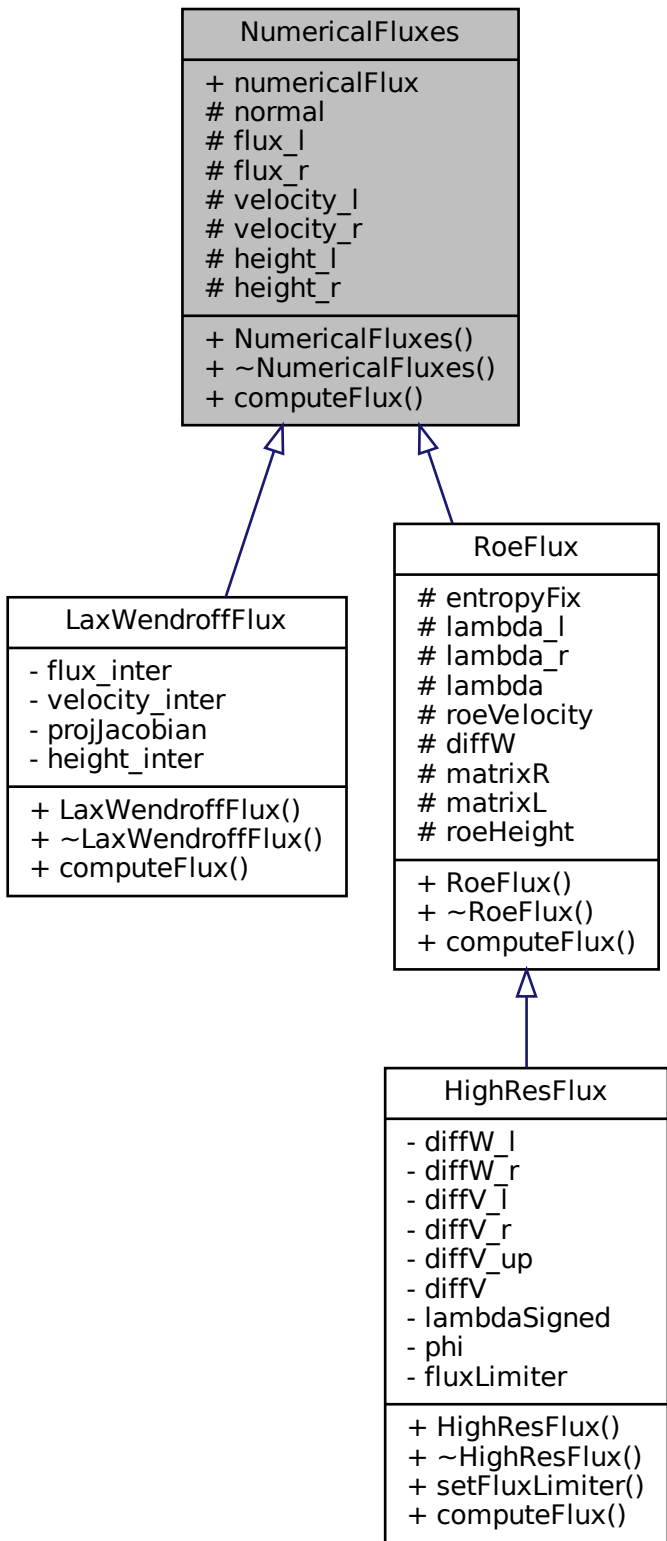 NumericalFluxes
+ numericalFlux
# normal
# flux_l
# flux_r
# velocity_l
# velocity_r
# height_l
# height_r
+ NumericalFluxes()
+ ~NumericalFluxes()
+ computeFlux()
LaxWendroffFlux
- flux_inter
- velocity_inter
- projJacobian
- height_inter
+ LaxWendroffFlux()
+ ~LaxWendroffFlux()
+ computeFlux()
RoeFlux
# entropyFix
# lambda_l
# lambda_r
# lambda
# roeVelocity
# diffW
# matrixR
# matrixL
# roeHeight
+ RoeFlux()
+ ~RoeFlux()
+ computeFlux()
HighResFlux
- diffW_l
- diffW_r
- diffV_l
- diffV_r
- diffV_up
- diffV
- lambdaSigned
- phi
- fluxLimiter
+ HighResFlux()
+ ~HighResFlux()
+ setFluxLimiter()
+ computeFlux()